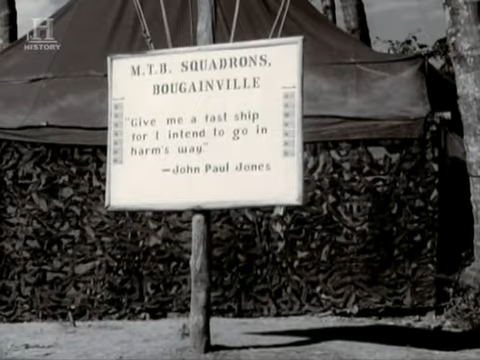 H
HISTORY
M.T.B. SQUADRONS,
BOUGAINVILLE
"Give me a fast ship
for I intend to go in
harm's way."
—John Paul Jones